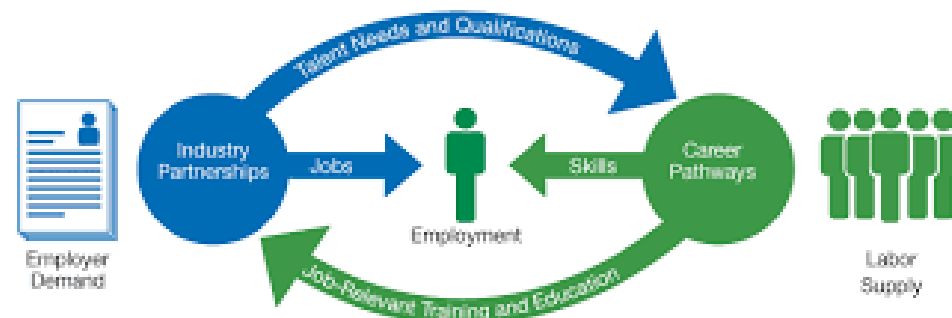 Talent Needs and Qualifications
Industry
Partnerships
Jobs
Skills
Career
Pathways
Employment
Employer
Demand
Labor
Supply
Job-Relevant Training and Education